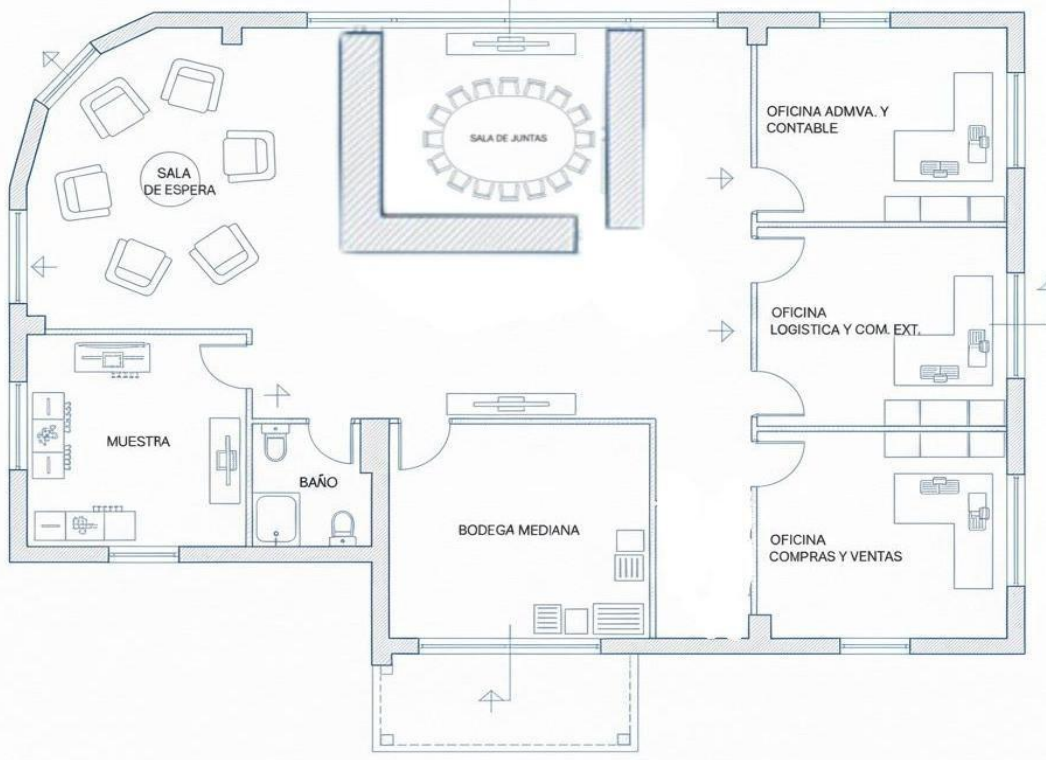 OFICINA ADMVA. Y
CONTABLE
SALA DE JUNTAS
SALA
DE ESPERA
OFICINA
LOGISTICA Y COM. EXT.
MUESTRA
BAÑO
BODEGA MEDIANA
OFICINA
COMPRAS Y VENTAS